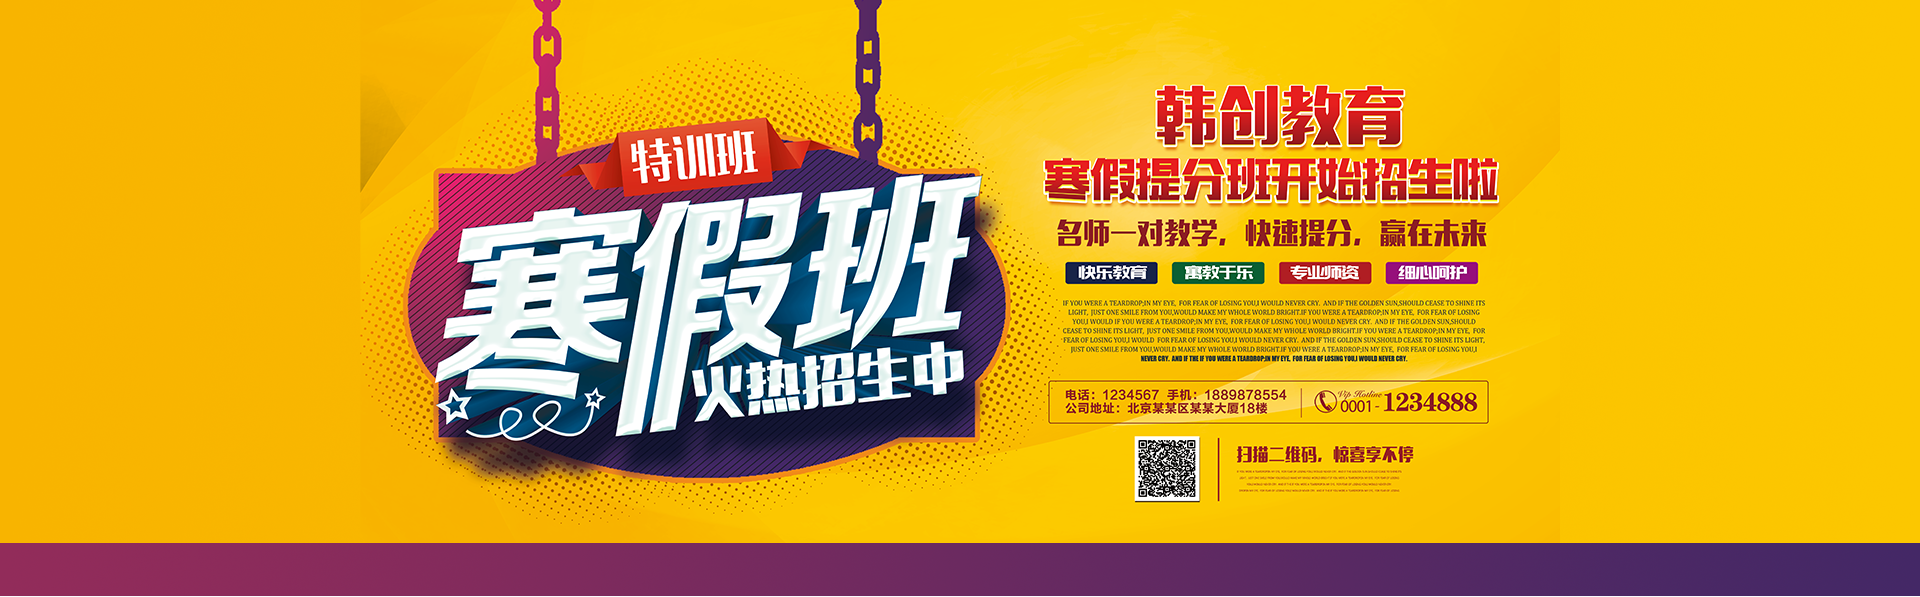 特训班
寒假班
火热招生中
韩创教育
寒假提分班开始招生啦
名师一对教学，快速提分，赢在未来
快乐教育 寓教于乐 专业师资 细心呵护
IF YOU WERE A TEARDROP;IN MY EYE, FOR FEAR OF LOSING YOU,I WOULD NEVER CRY. AND IF THE GOLDEN SUN,SHOULD CEASE TO SHINE ITS
LIGHT, JUST ONE SMILE FROM YOU,WOULD MAKE MY WHOLE WORLD BRIGHT.IF YOU WERE A TEARDROP;IN MY EYE, FOR FEAR OF LOSING
YOU,I WOULD IF YOU WERE A TEARDROP;IN MY EYE, FOR FEAR OF LOSING YOU,I WOULD NEVER CRY. AND IF THE GOLDEN SUN,SHOULD
CEASE TO SHINE ITS LIGHT, JUST ONE SMILE FROM YOU,WOULD MAKE MY WHOLE WORLD BRIGHT.IF YOU WERE A TEARDROP;IN MY EYE, FOR
FEAR OF LOSING YOU,I WOULD FOR FEAR OF LOSING YOU,I WOULD NEVER CRY. AND IF THE GOLDEN SUN,SHOULD CEASE TO SHINE ITS LIGHT,
JUST ONE SMILE FROM YOU,WOULD MAKE MY WHOLE WORLD BRIGHT.IF YOU WERE A TEARDROP;IN MY EYE, FOR FEAR OF LOSING YOU,I
NEVER CRY. AND IF THE IF YOU WERE A TEARDROP;IN MY EYE, FOR FEAR OF LOSING YOU,I WOULD NEVER CRY.
电话：1234567 手机：1889878554
公司地址：北京某某区某某大厦18楼
Vip Hotline
0001-1234888
扫描二维码，惊喜享不停